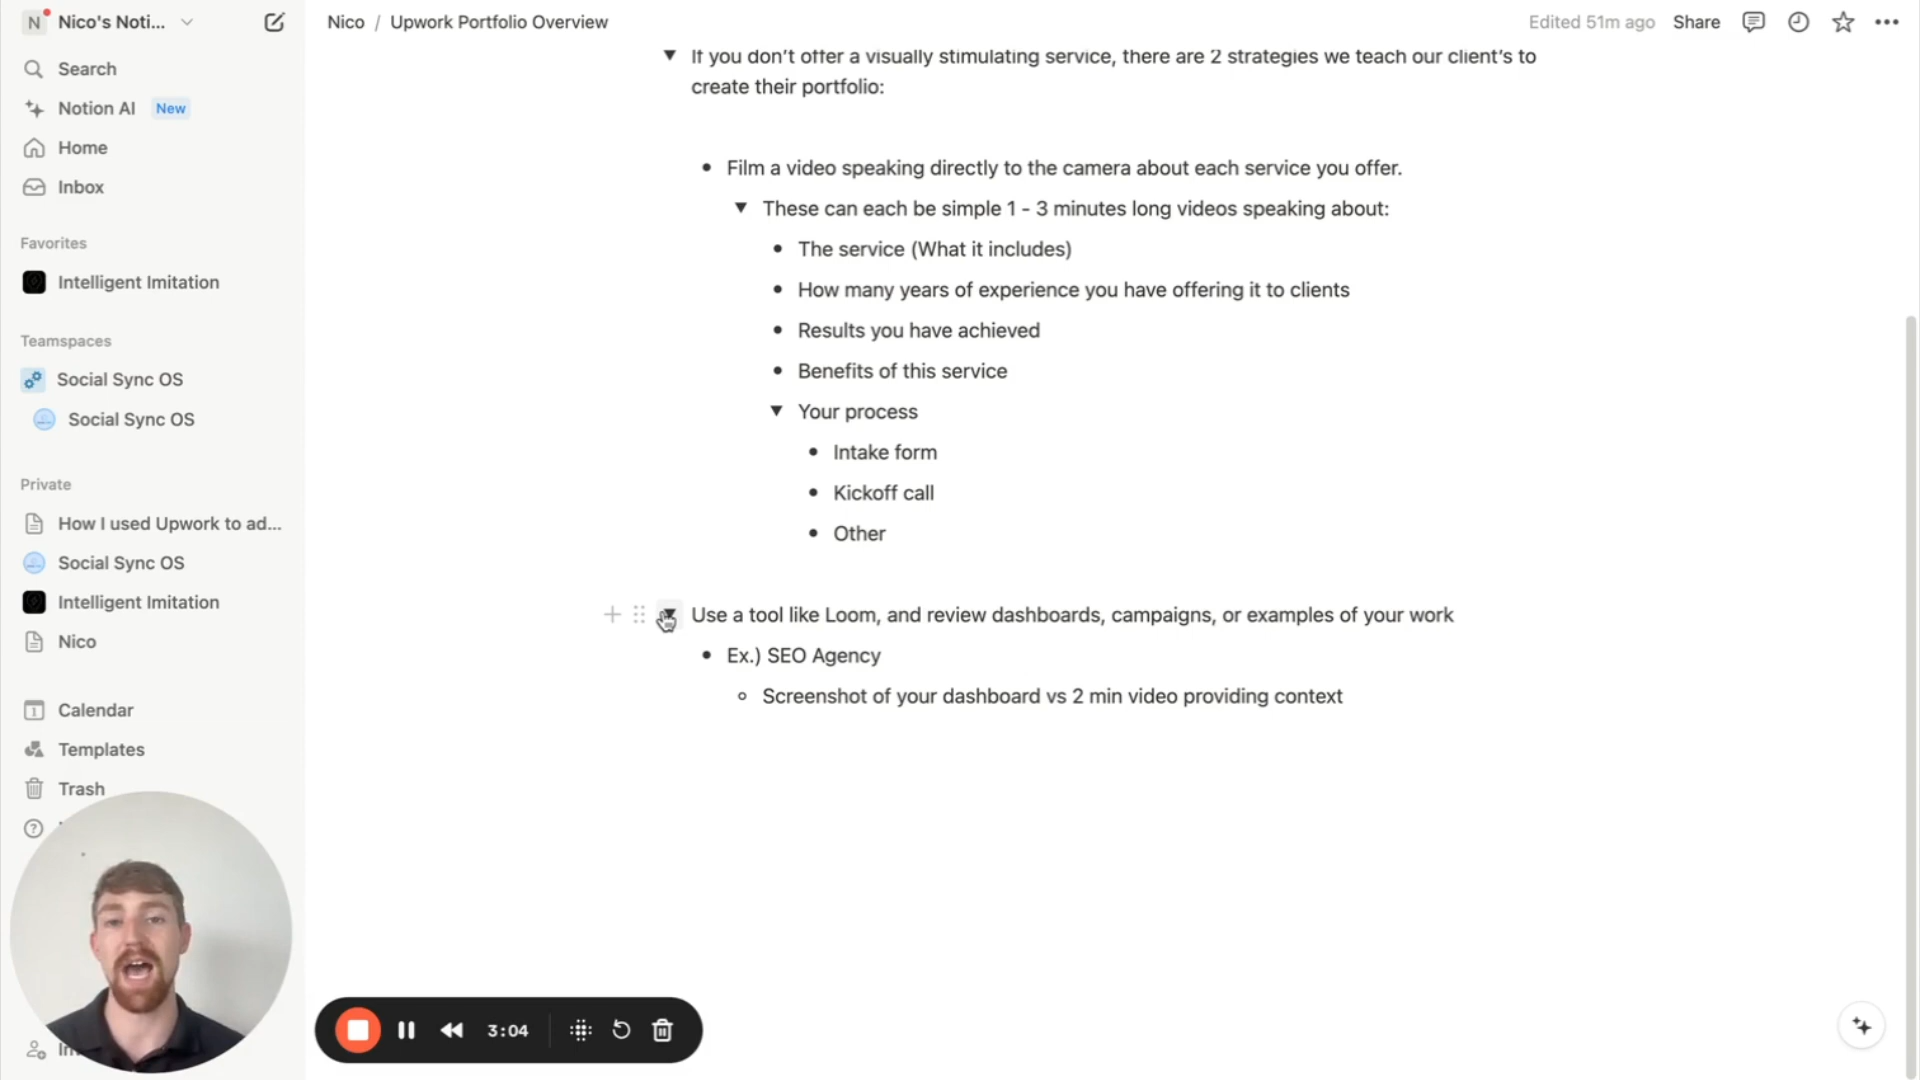 N Nico's Noti...
Nico / Upwork Portfolio Overview
Edited 51m ago Share
Search
Notion AI New
Home
Inbox
Favorites
Intelligent Imitation
Teamspaces
Social Sync OS
Social Sync OS
Private
How I used Upwork to ad...
Social Sync OS
Intelligent Imitation
Nico
Calendar
Templates
Trash
If you don't offer a visually stimulating service, there are 2 strategies we teach our client's to
create their portfolio:
Film a video speaking directly to the camera about each service you offer.
These can each be simple 1 - 3 minutes long videos speaking about:
The service (What it includes)
How many years of experience you have offering it to clients
Results you have achieved
Benefits of this service
Your process
Intake form
Kickoff call
Other
Use a tool like Loom, and review dashboards, campaigns, or examples of your work
Ex.) SEO Agency
Screenshot of your dashboard vs 2 min video providing context
3:04